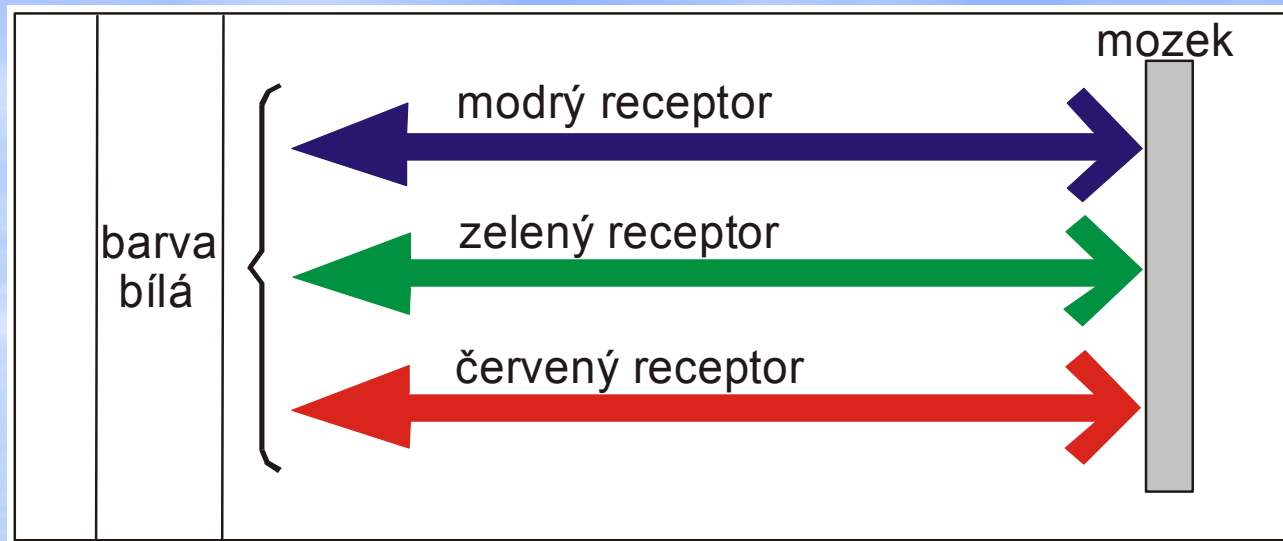 mozek
modrý receptor
zelený receptor
barva
bílá
červený receptor